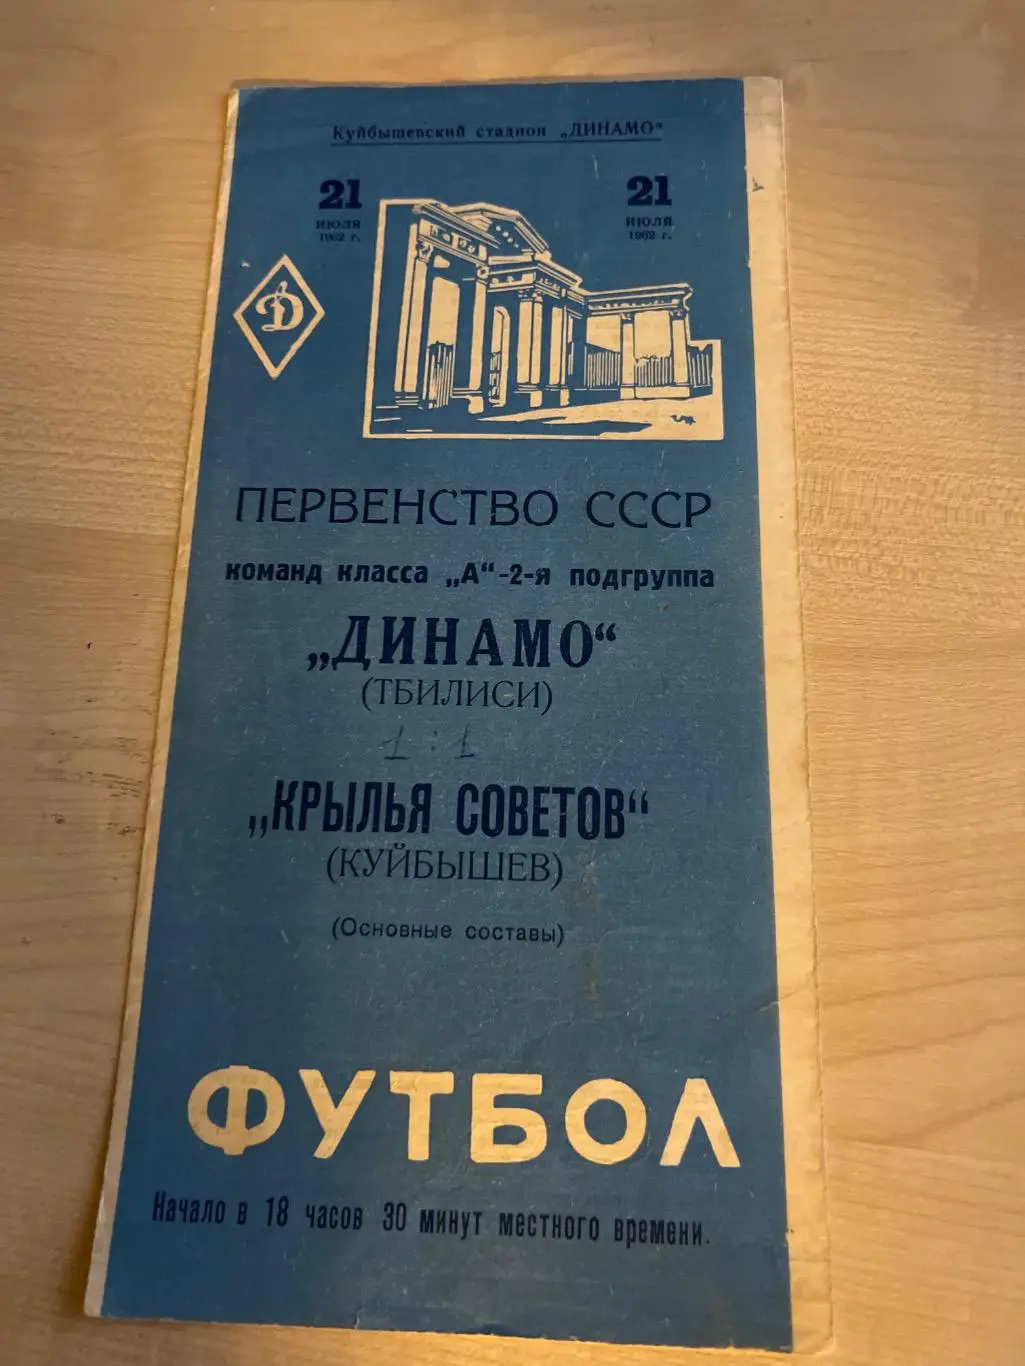 Куйбышевский стадион „ДИНАМО“
21 21
ИЮЛЯ ИЮЛЯ
1962 г. 1962 г.
Д
ПЕРВЕНСТВО СССР
команд класса „А“-2-я подгруппа
„ДИНАМО“
(ТБИЛИСИ)
1:1
„КРЫЛЬЯ СОВЕТОВ“
(КУЙБЫШЕВ)
(Основные составы)
ФУТБОЛ
Начало в 18 часов 30 минут местного времени.